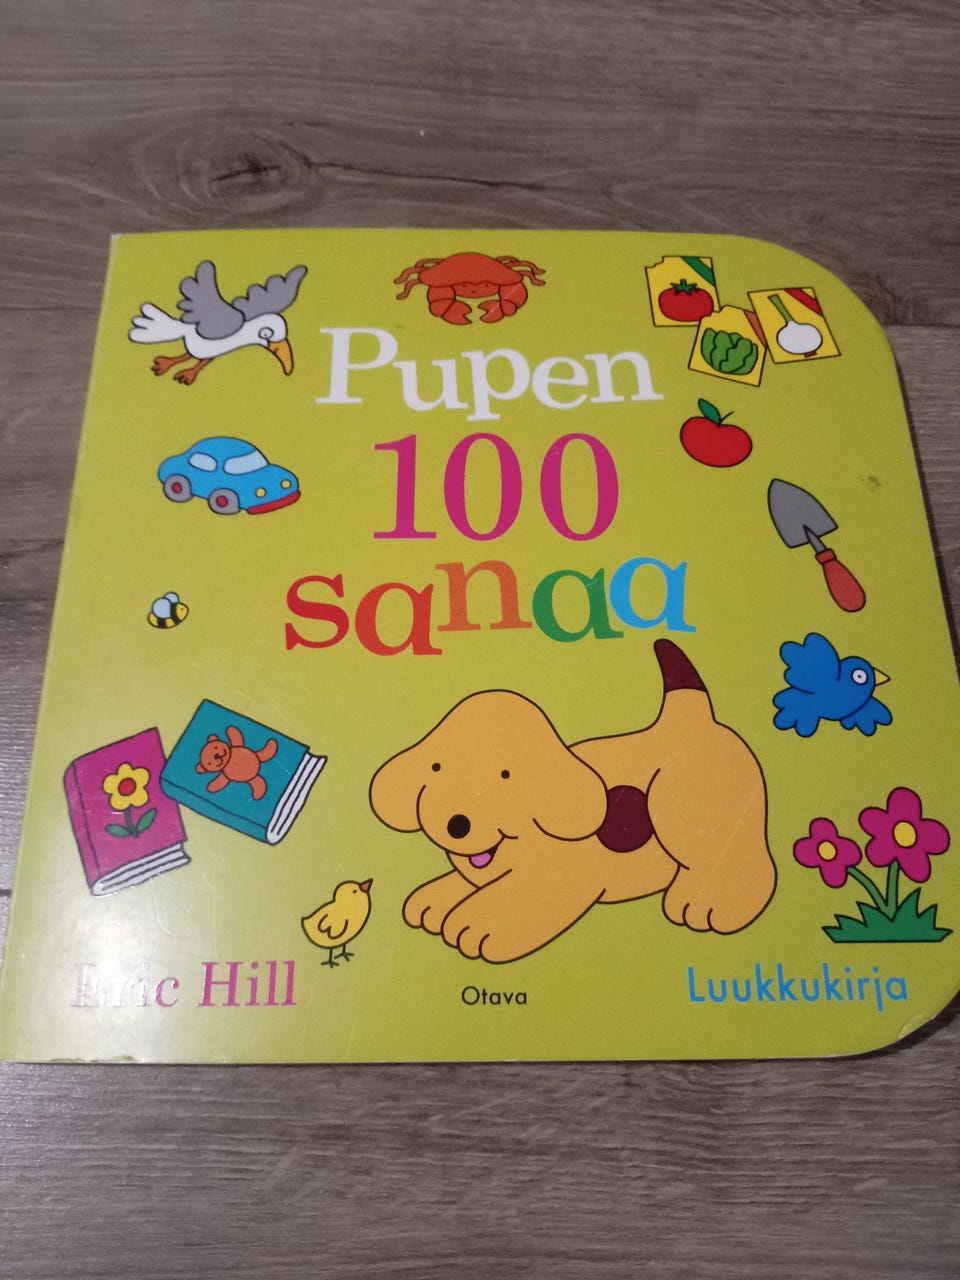 Pupen
100
sanaa
Eric Hill
Otava
Luukkukirja